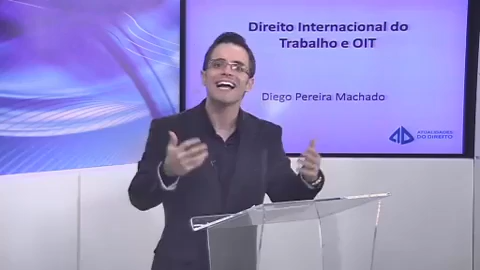 Direito Internacional do
Trabalho e OIT
Diego Pereira Machado
ATUALIDADES
DO DIREITO